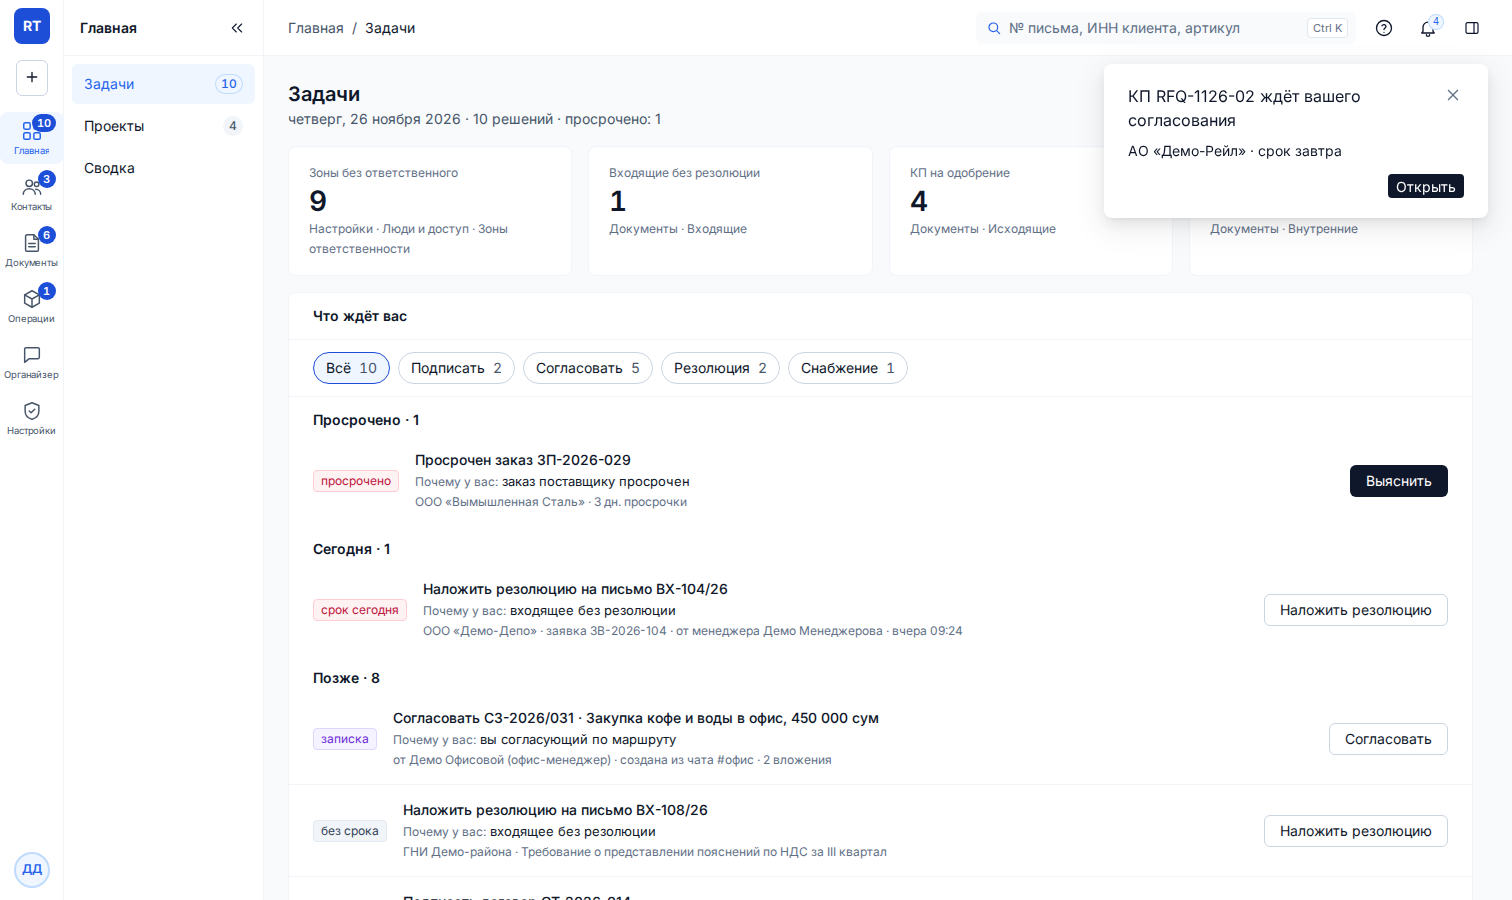 RT
Главная
Главная / Задачи
№ письма, ИНН клиента, артикул
Ctrl K
4
10
Главная
3
Контакты
6
Документы
1
Операции
Органайзер
Настройки
ДД
Задачи 10
Проекты 4
Сводка
Задачи
четверг, 26 ноября 2026 · 10 решений · просрочено: 1
КП RFQ-1126-02 ждёт вашего
согласования
АО «Демо-Рейл» · срок завтра
Открыть
Зоны без ответственного
9
Настройки · Люди и доступ · Зоны
ответственности
Входящие без резолюции
1
Документы · Входящие
КП на одобрение
4
Документы · Исходящие
Документы · Внутренние
Что ждёт вас
Всё 10
Подписать 2
Согласовать 5
Резолюция 2
Снабжение 1
Просрочено · 1
просрочено
Просрочен заказ ЗП-2026-029
Почему у вас: заказ поставщику просрочен
ООО «Вымышленная Сталь» · 3 дн. просрочки
Выяснить
Сегодня · 1
срок сегодня
Наложить резолюцию на письмо ВХ-104/26
Почему у вас: входящее без резолюции
ООО «Демо-Депо» · заявка ЗВ-2026-104 · от менеджера Демо Менеджерова · вчера 09:24
Наложить резолюцию
Позже · 8
записка
Согласовать СЗ-2026/031 · Закупка кофе и воды в офис, 450 000 сум
Почему у вас: вы согласующий по маршруту
от Демо Офисовой (офис-менеджер) · создана из чата #офис · 2 вложения
Согласовать
без срока
Наложить резолюцию на письмо ВХ-108/26
Почему у вас: входящее без резолюции
ГНИ Демо-района · Требование о представлении пояснений по НДС за III квартал
Наложить резолюцию